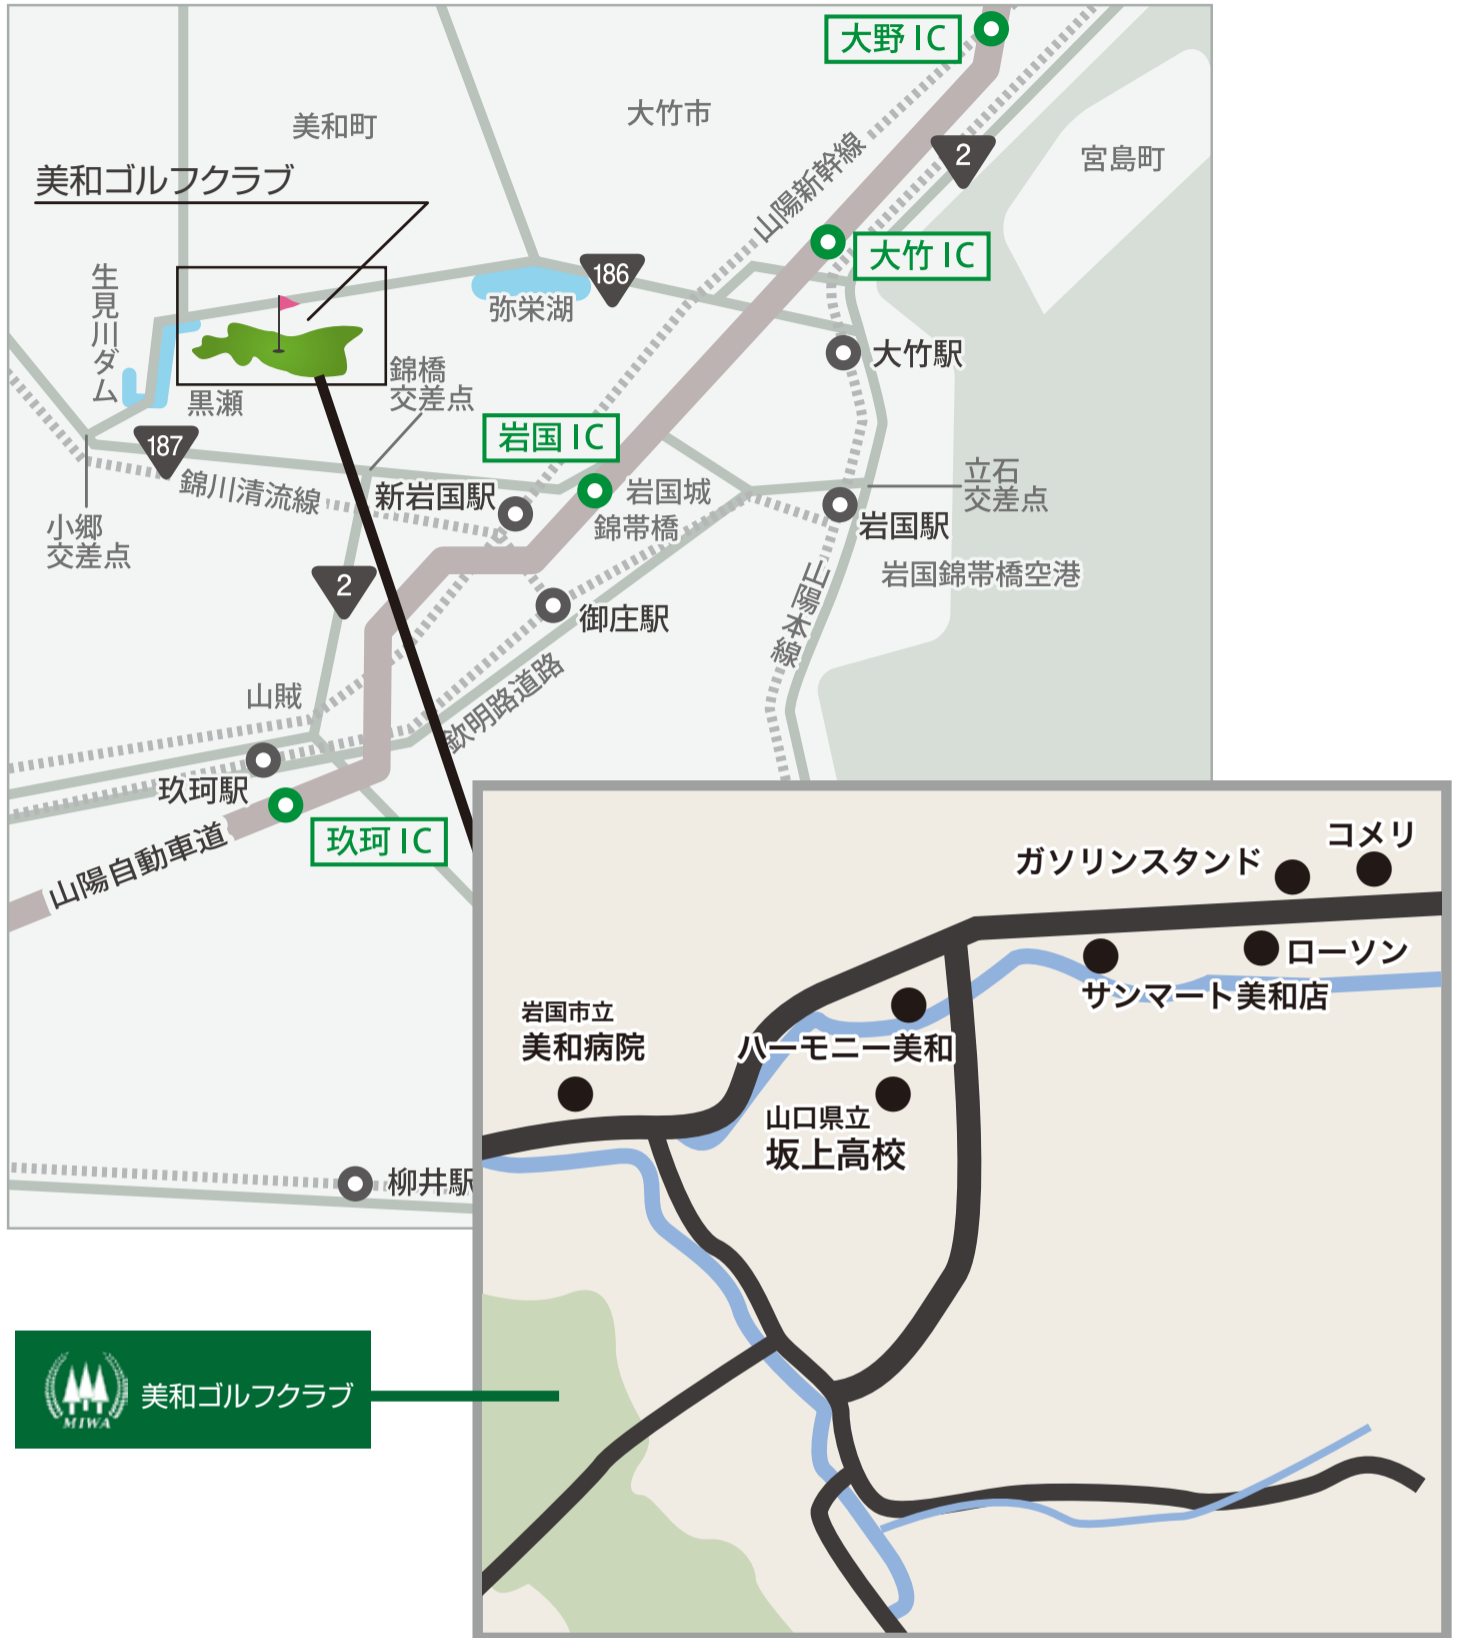 大野 IC
大竹市
美和町
宮島町
2
山陽新幹線
美和ゴルフクラブ
大竹 IC
186
弥栄湖
生見川ダム
大竹駅
錦橋
交差点
黒瀬
岩国 IC
187
錦川清流線
新岩国駅
岩国城
錦帯橋
立石
交差点
岩国駅
小郷
交差点
岩国錦帯橋空港
2
御庄駅
山陽本線
山賊
欽明路道路
玖珂駅
玖珂 IC
山陽自動車道
コメリ
ガソリンスタンド
ローソン
サンマート美和店
岩国市立
美和病院
ハーモニー美和
山口県立
坂上高校
柳井駅
MIWA
美和ゴルフクラブ